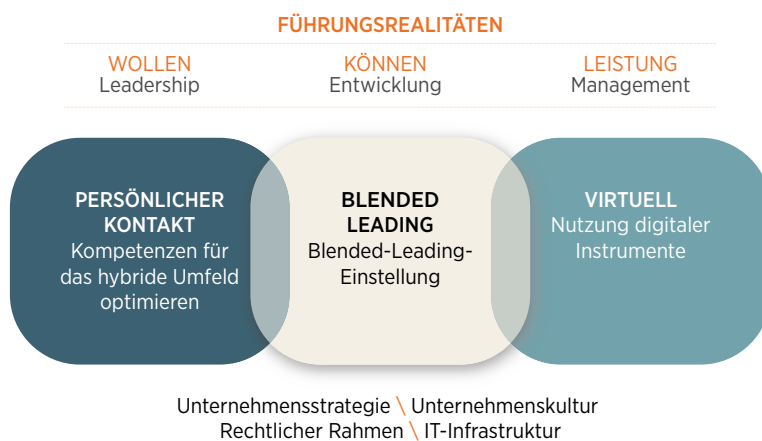 FÜHRUNGSREALITÄTEN
WOLLEN
Leadership
KÖNNEN
Entwicklung
LEISTUNG
Management
PERSÖNLICHER
KONTAKT
Kompetenzen für
das hybride Umfeld
optimieren
BLENDED
LEADING
Blended-Leading-
Einstellung
VIRTUELL
Nutzung digitaler
Instrumente
Unternehmensstrategie \ Unternehmenskultur
Rechtlicher Rahmen \ IT-Infrastruktur